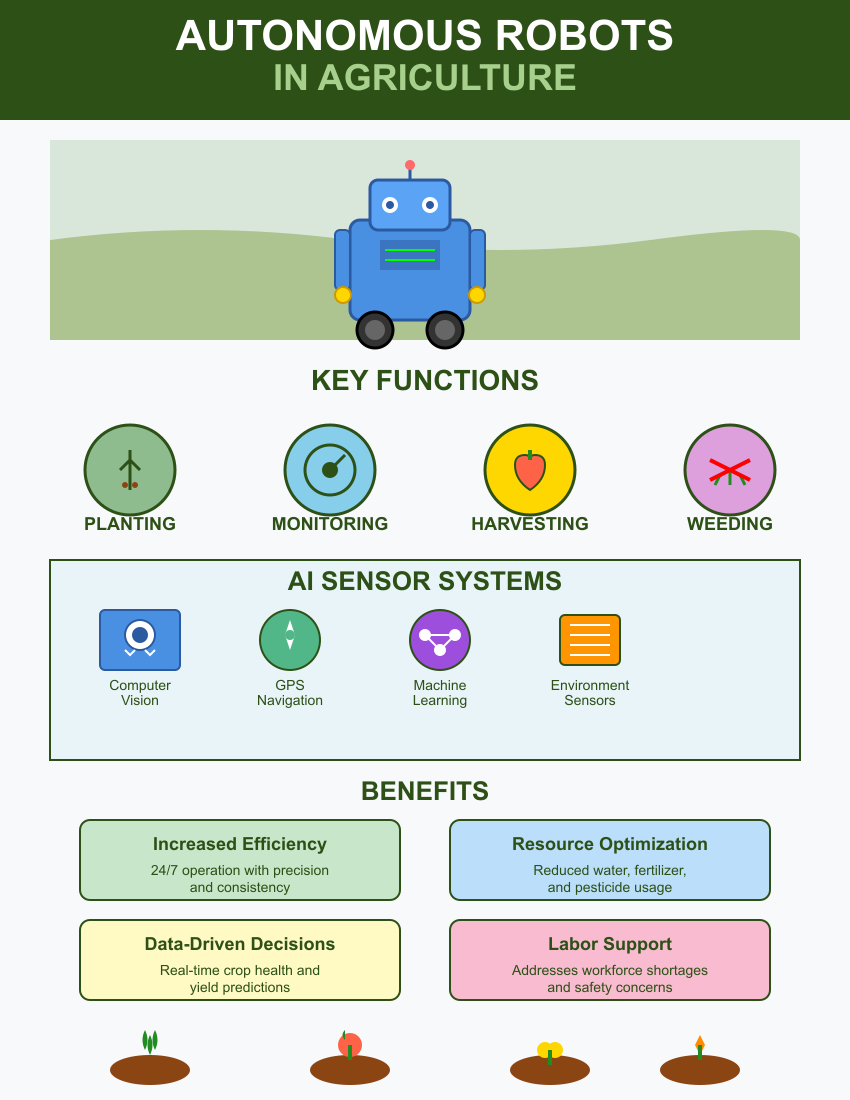 AUTONOMOUS ROBOTS
IN AGRICULTURE
KEY FUNCTIONS
PLANTING
MONITORING
HARVESTING
WEEDING
AI SENSOR SYSTEMS
Computer
Vision
GPS
Navigation
Machine
Learning
Environment
Sensors
BENEFITS
Increased Efficiency
24/7 operation with precision
and consistency
Resource Optimization
Reduced water, fertilizer,
and pesticide usage
Data-Driven Decisions
Real-time crop health and
yield predictions
Labor Support
Addresses workforce shortages
and safety concerns